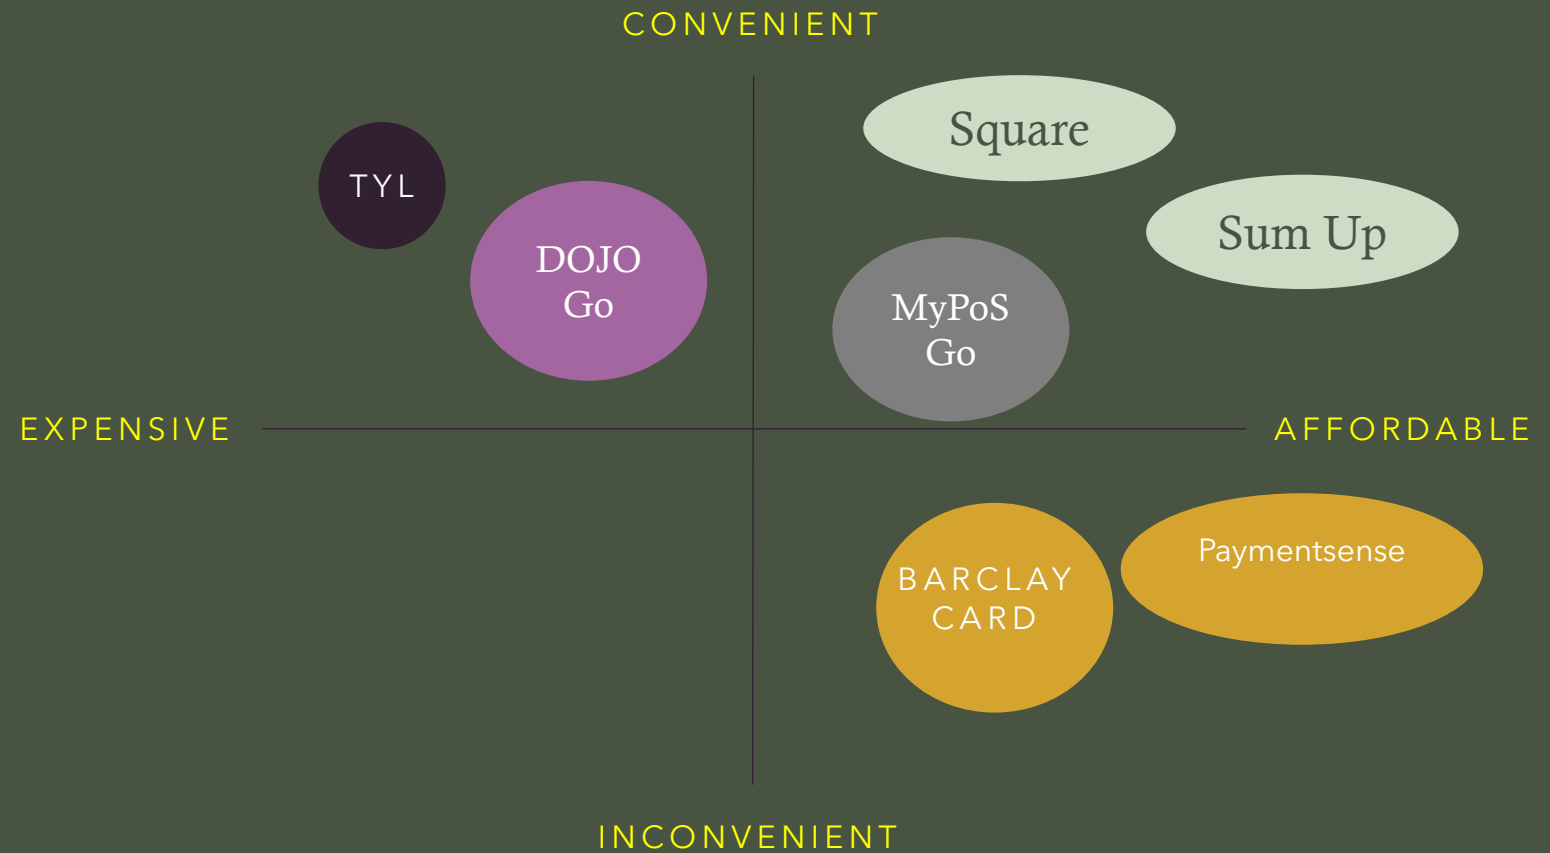 CONVENIENT
Square
TYL
Sum Up
DOJO
Go
MyPoS
Go
EXPENSIVE
AFFORDABLE
Paymentsense
BARCLAY
CARD
INCONVENIENT